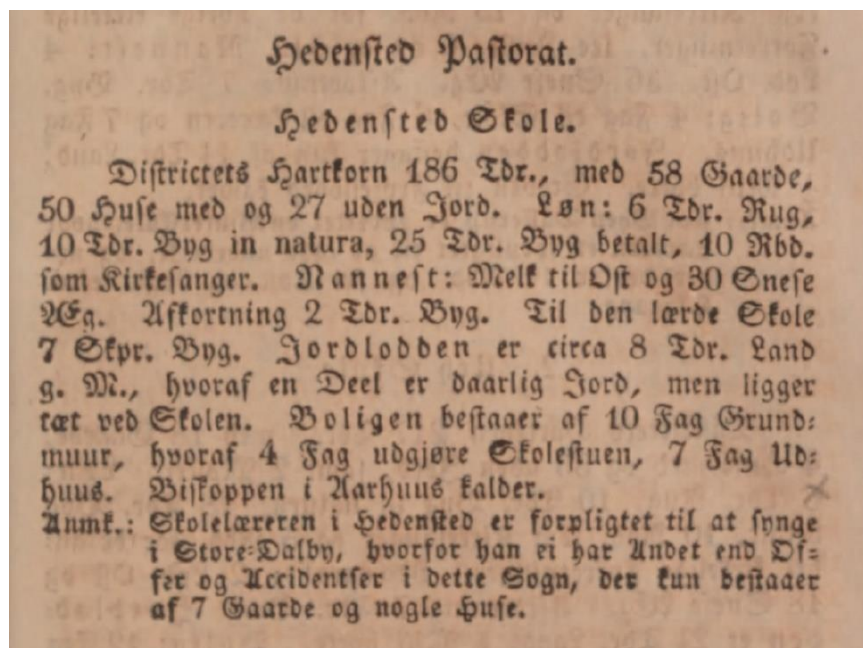 Hedensted Pastorat.
Hedensted Skole.
Districtets Hartkorn 186 Tdr., med 58 Gaarde,
50 Huse med og 27 uden Jord. Løn: 6 Tdr. Rug,
10 Tdr. Byg in natura, 25 Tdr. Byg betalt, 10 Rbd.
som Kirkesanger. Nannest: Melk til Ost og 30 Snese
Æg. Afkortning 2 Tdr. Byg. Til den lærde Skole
7 Skpr. Byg. Jordlodden er circa 8 Tdr. Land
g. M., hvoraf en Deel er daarlig Jord, men ligger
tæt ved Skolen. Boligen bestaaer af 10 Fag Grund-
muur, hvoraf 4 Fag udgjøre Skolestuen, 7 Fag Ud-
huus. Biskoppen i Aarhuus kalder.
Anmk.: Skolelæreren i Hedensted er forpligtet til at synge
i Store-Dalby, hvorfor han ei har Andet end Of-
fer og Accidentser i dette Sogn, der kun bestaaer
af 7 Gaarde og nogle Huse.